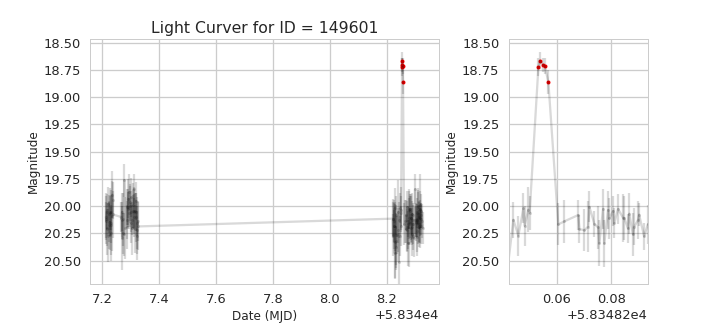 Light Curver for ID = 149601
18.50
18.75
19.00
19.25
19.50
19.75
20.00
20.25
20.50
Magnitude
7.2 7.4 7.6 7.8 8.0 8.2
Date (MJD)
+5.834e4
18.50
18.75
19.00
19.25
19.50
19.75
20.00
20.25
20.50
Magnitude
0.06 0.08
+5.83482e4